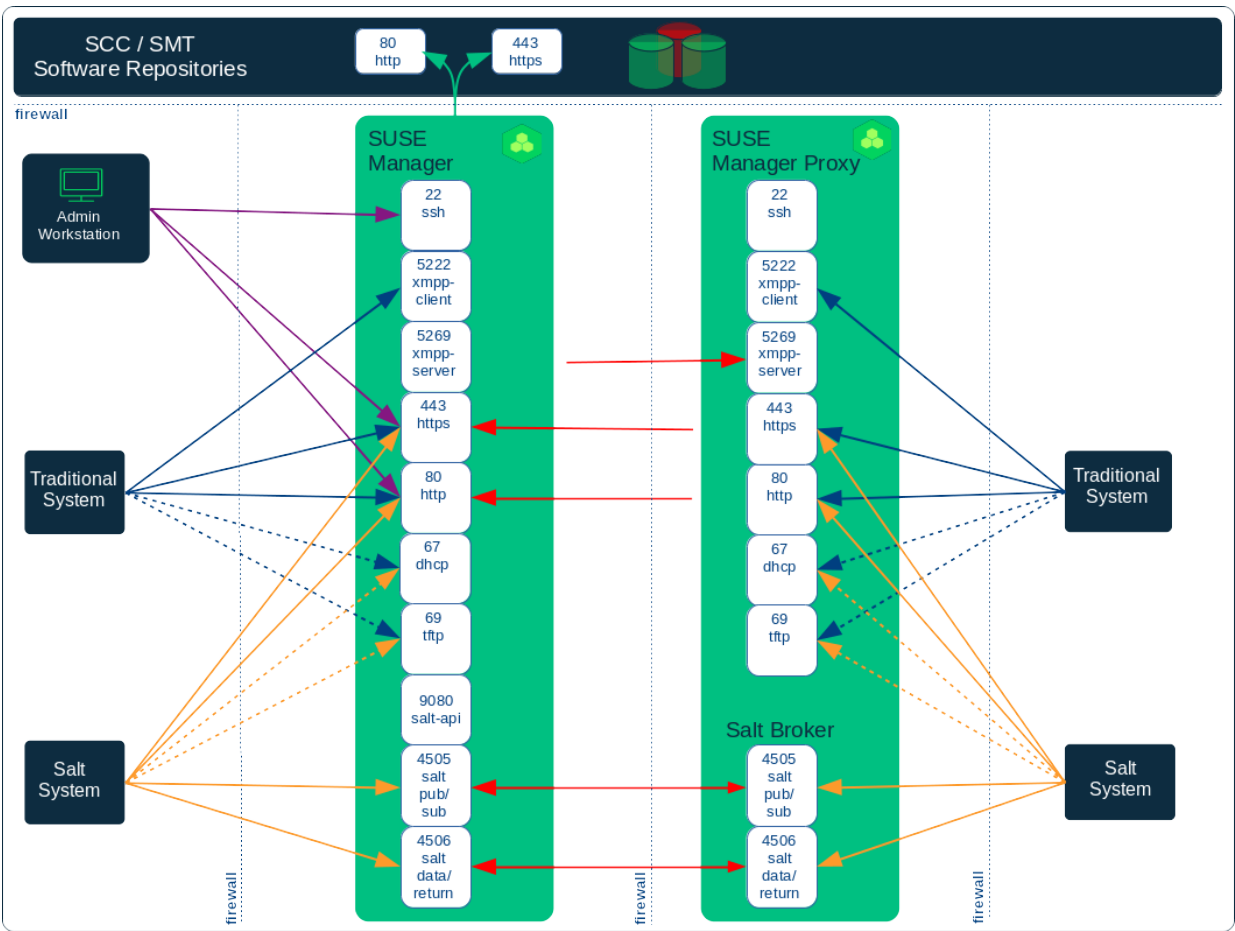 SCC / SMT
Software Repositories
80
http
443
https
firewall
SUSE
Manager
SUSE
Manager Proxy
Admin
Workstation
22
ssh
5222
xmpp-
client
5269
xmpp-
server
443
https
80
http
67
dhcp
69
tftp
9080
salt-api
4505
salt
pub/
sub
4506
salt
data/
return
22
ssh
5222
xmpp-
client
5269
xmpp-
server
443
https
80
http
67
dhcp
69
tftp
Salt Broker
4505
salt
pub/
sub
4506
salt
data/
return
Traditional
System
Salt
System
Traditional
System
Salt
System
firewall
firewall
firewall